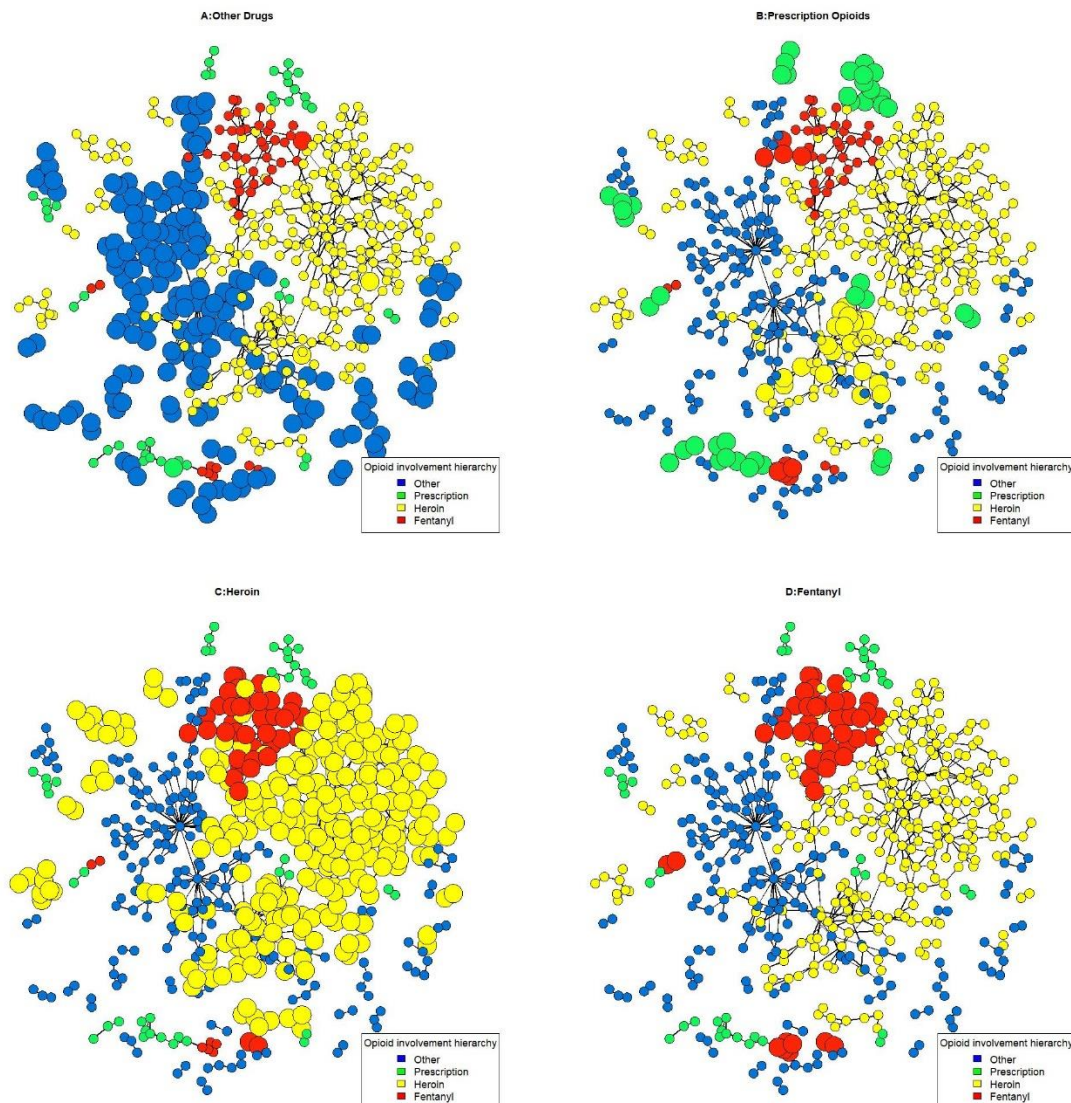 A:Other Drugs
B:Prescription Opioids
Opioid involvement hierarchy
Other
Prescription
Heroin
Fentanyl
Opioid involvement hierarchy
Other
Prescription
Heroin
Fentanyl
C:Heroin
D:Fentanyl
Opioid involvement hierarchy
Other
Prescription
Heroin
Fentanyl
Opioid involvement hierarchy
Other
Prescription
Heroin
Fentanyl